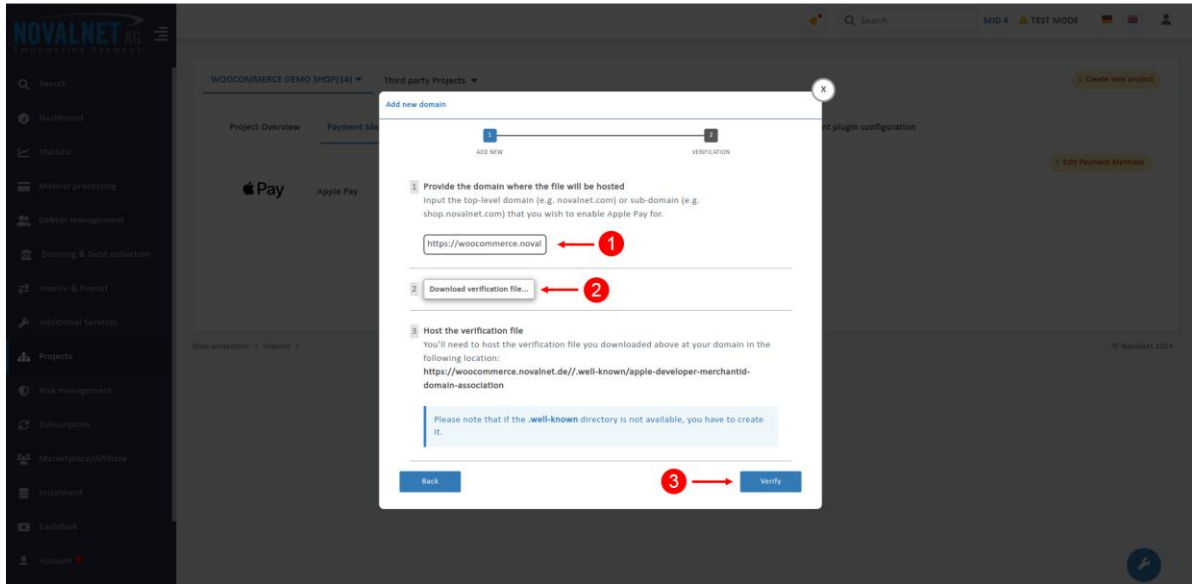 NOVALNET AG
Empowering Payment
Search
MID 4
TEST MODE
Search
Dashboard
Statistic
Manual processing
Debtor management
Dunning & Debt collection
Invoice & Payout
Additional Services
Projects
Risk management
Subscription
Marketplace/Affiliate
Instalment
Cashdesk
Account
WOOCOMMERCE DEMO SHOP(14)
Third party Projects
Create new project
Project Overview
Payment Me
nt plugin configuration
Edit Payment Methods
Pay
Apple Pay
Add new domain
X
1
2
ADD NEW
VERIFICATION
1 Provide the domain where the file will be hosted
Input the top-level domain (e.g. novalnet.com) or sub-domain (e.g.
shop.novalnet.com) that you wish to enable Apple Pay for.
https://woocommerce.noval
1
2 Download verification file...
2
3 Host the verification file
You'll need to host the verification file you downloaded above at your domain in the
following location:
https://woocommerce.novalnet.de//.well-known/apple-developer-merchantid-
domain-association
Please note that if the .well-known directory is not available, you have to create
it.
Back
3
Verify
Data protection | Imprint |
© Novalnet 2024